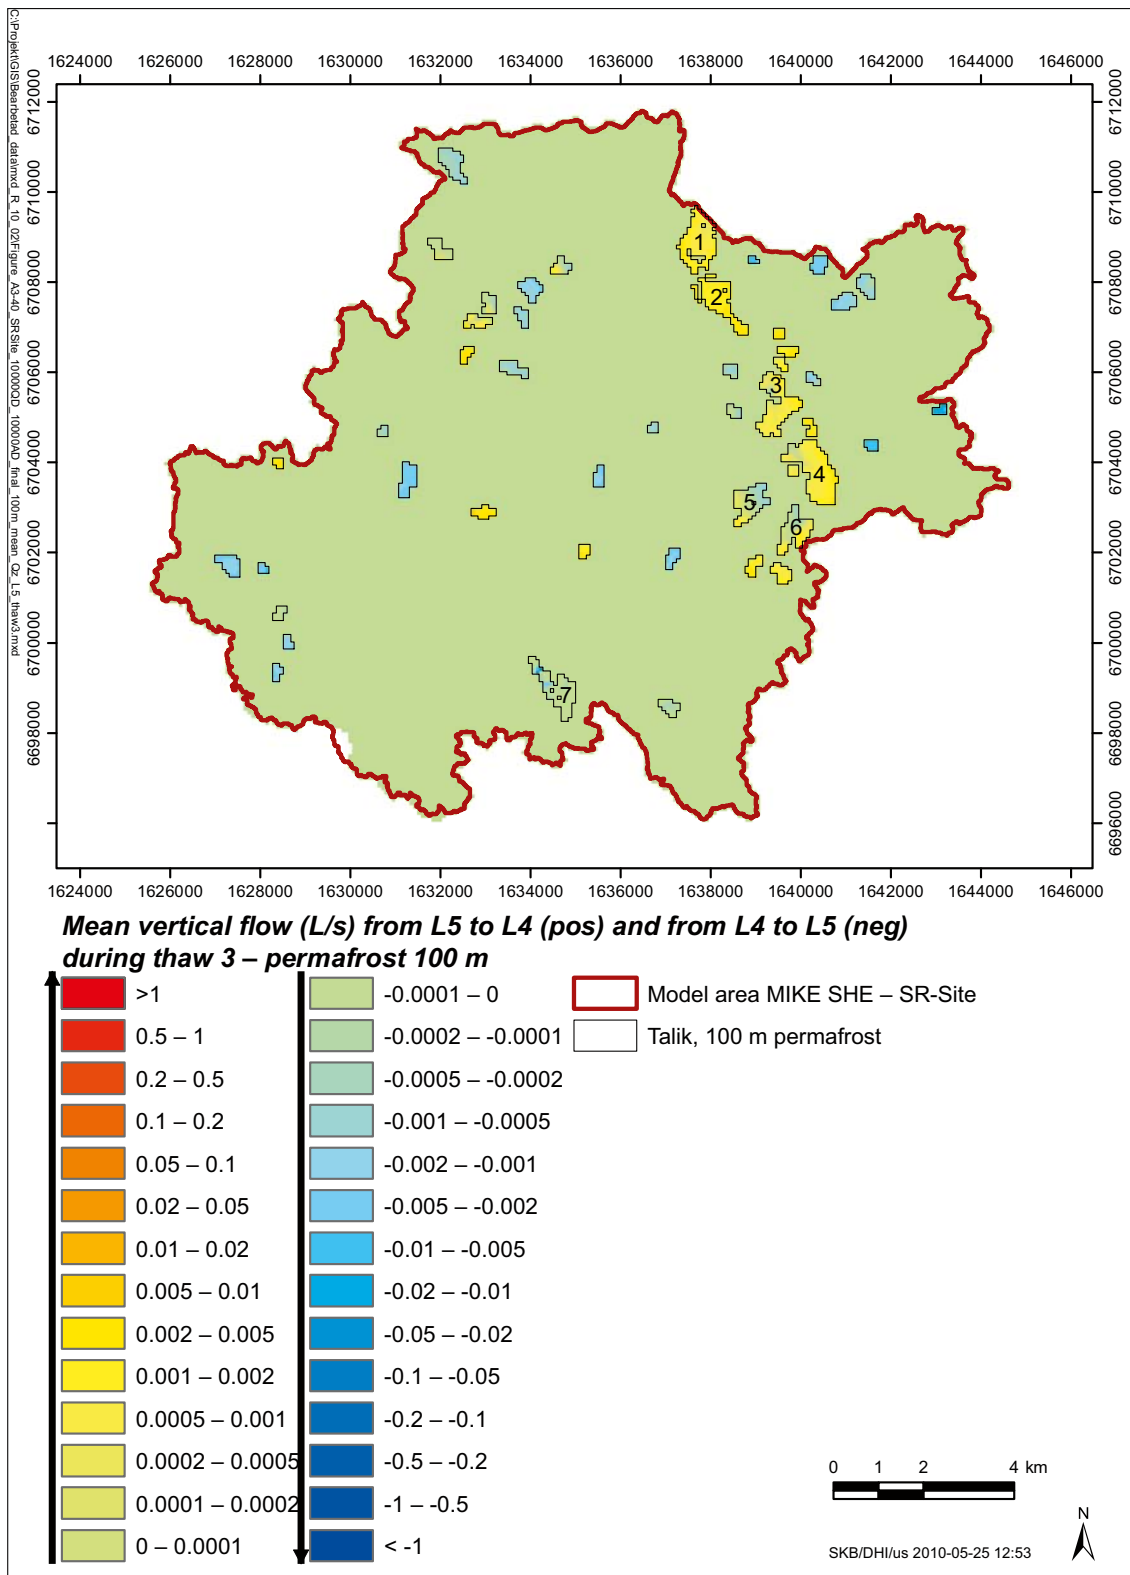 C:\Projekt\GIS\Bearbetad_data\mxd_R_10_02\Figure_A3-40_SRSite_10000QD_10000AD_final_100m_mean_Qz_L5_thaw3.mxd
1624000 1626000 1628000 1630000 1632000 1634000 1636000 1638000 1640000 1642000 1644000 1646000
6712000 6712000
6710000 6710000
1
6708000 6708000
2
6706000 6706000
3
6704000 6704000
4
5
6
6702000 6702000
6700000 6700000
7
6698000 6698000
6696000
1624000 1626000 1628000 1630000 1632000 1634000 1636000 1638000 1640000 1642000 1644000 1646000
Mean vertical flow (L/s) from L5 to L4 (pos) and from L4 to L5 (neg)
during thaw 3 – permafrost 100 m
>1
0.5 – 1
0.2 – 0.5
0.1 – 0.2
0.05 – 0.1
0.02 – 0.05
0.01 – 0.02
0.005 – 0.01
0.002 – 0.005
0.001 – 0.002
0.0005 – 0.001
0.0002 – 0.0005
0.0001 – 0.0002
0 – 0.0001
-0.0001 – 0
-0.0002 – -0.0001
-0.0005 – -0.0002
-0.001 – -0.0005
-0.002 – -0.001
-0.005 – -0.002
-0.01 – -0.005
-0.02 – -0.01
-0.05 – -0.02
-0.1 – -0.05
-0.2 – -0.1
-0.5 – -0.2
-1 – -0.5
< -1
Model area MIKE SHE – SR-Site
Talik, 100 m permafrost
0 1 2 4 km
N
SKB/DHI/us 2010-05-25 12:53